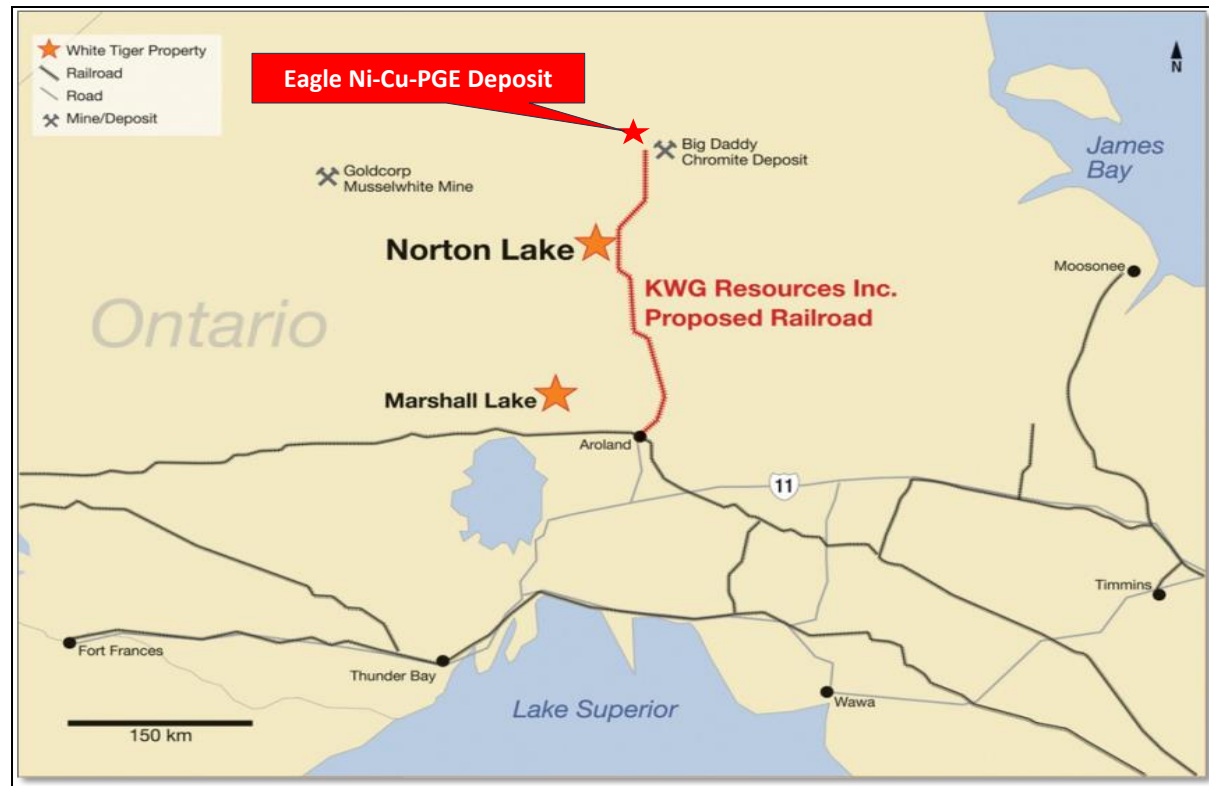 White Tiger Property
Railroad
Road
Mine/Deposit
Eagle Ni-Cu-PGE Deposit
N
James
Bay
Big Daddy
Chromite Deposit
Goldcorp
Musselwhite Mine
Norton Lake
Moosonee
KWG Resources Inc.
Proposed Railroad
Ontario
Marshall Lake
Aroland
11
Timmins
Fort Frances
Thunder Bay
Wawa
Lake Superior
150 km